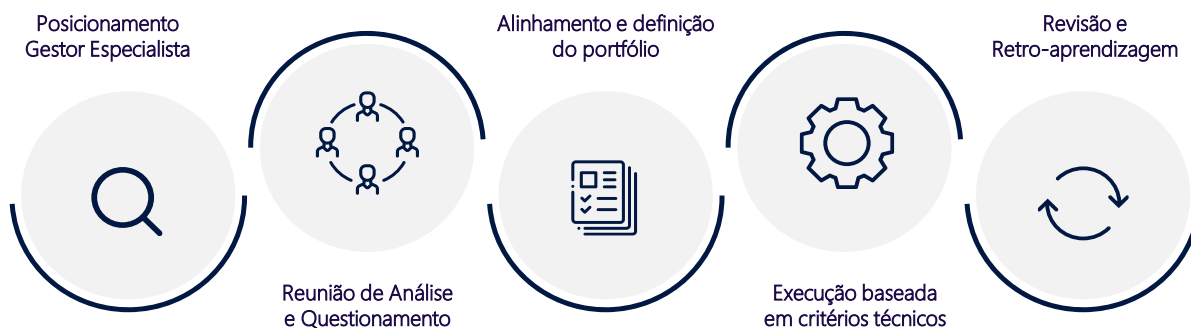 Posicionamento
Gestor Especialista
Reunião de Análise
e Questionamento
Alinhamento e definição
do portfólio
Execução baseada
em critérios técnicos
Revisão e
Retro-aprendizagem